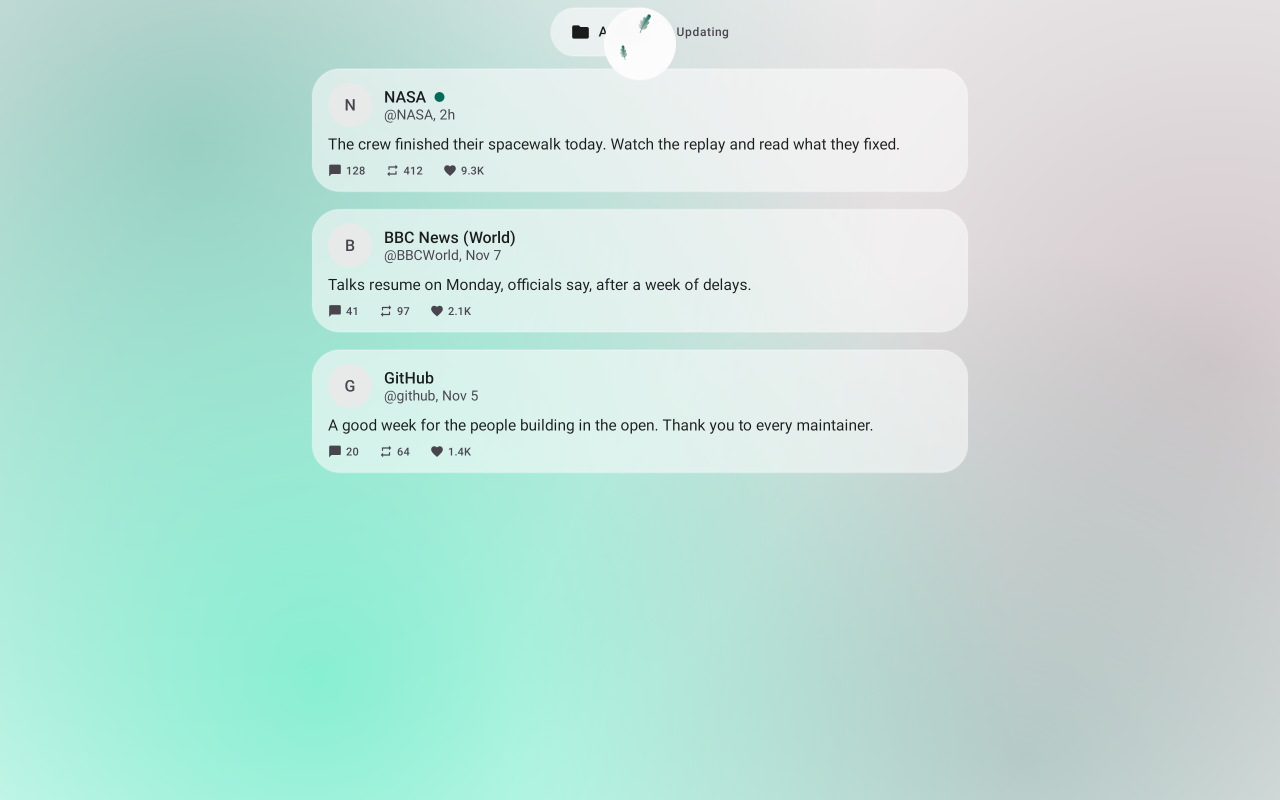 Updating
N
NASA
@NASA, 2h
The crew finished their spacewalk today. Watch the replay and read what they fixed.
128 412 9.3K
B
BBC News (World)
@BBCWorld, Nov 7
Talks resume on Monday, officials say, after a week of delays.
41 97 2.1K
G
GitHub
@github, Nov 5
A good week for the people building in the open. Thank you to every maintainer.
20 64 1.4K